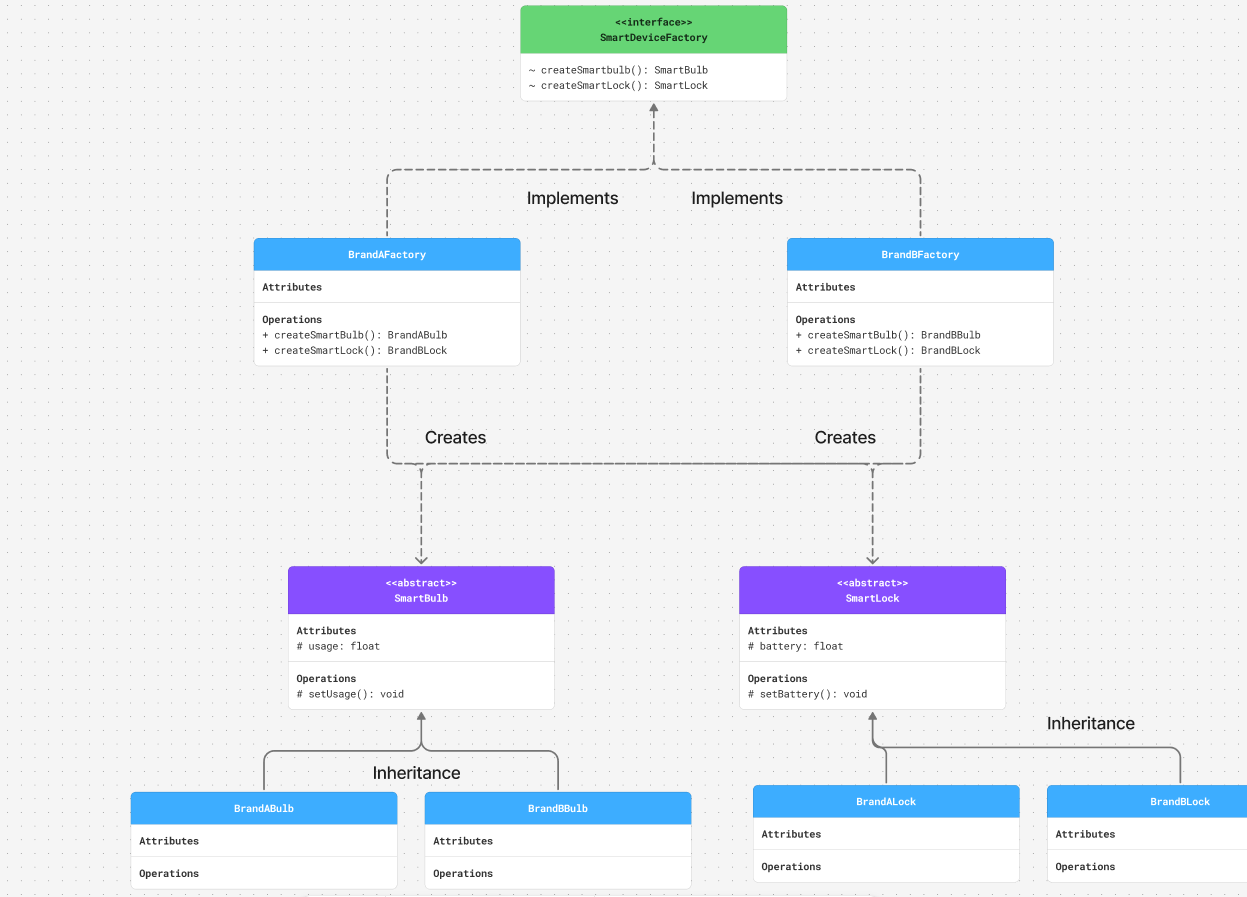 <<interface>>
SmartDeviceFactory
~ createSmartbulb(): SmartBulb
~ createSmartLock(): SmartLock
Implements
Implements
BrandAFactory
Attributes
Operations
+ createSmartBulb(): BrandABulb
+ createSmartLock(): BrandBLock
BrandBFactory
Attributes
Operations
+ createSmartBulb(): BrandBBulb
+ createSmartLock(): BrandBLock
Creates
Creates
<<abstract>>
SmartBulb
Attributes
# usage: float
Operations
# setUsage(): void
<<abstract>>
SmartLock
Attributes
# battery: float
Operations
# setBattery(): void
Inheritance
Inheritance
BrandABulb
Attributes
Operations
BrandBBulb
Attributes
Operations
BrandALock
Attributes
Operations
BrandBLock
Attributes
Operations